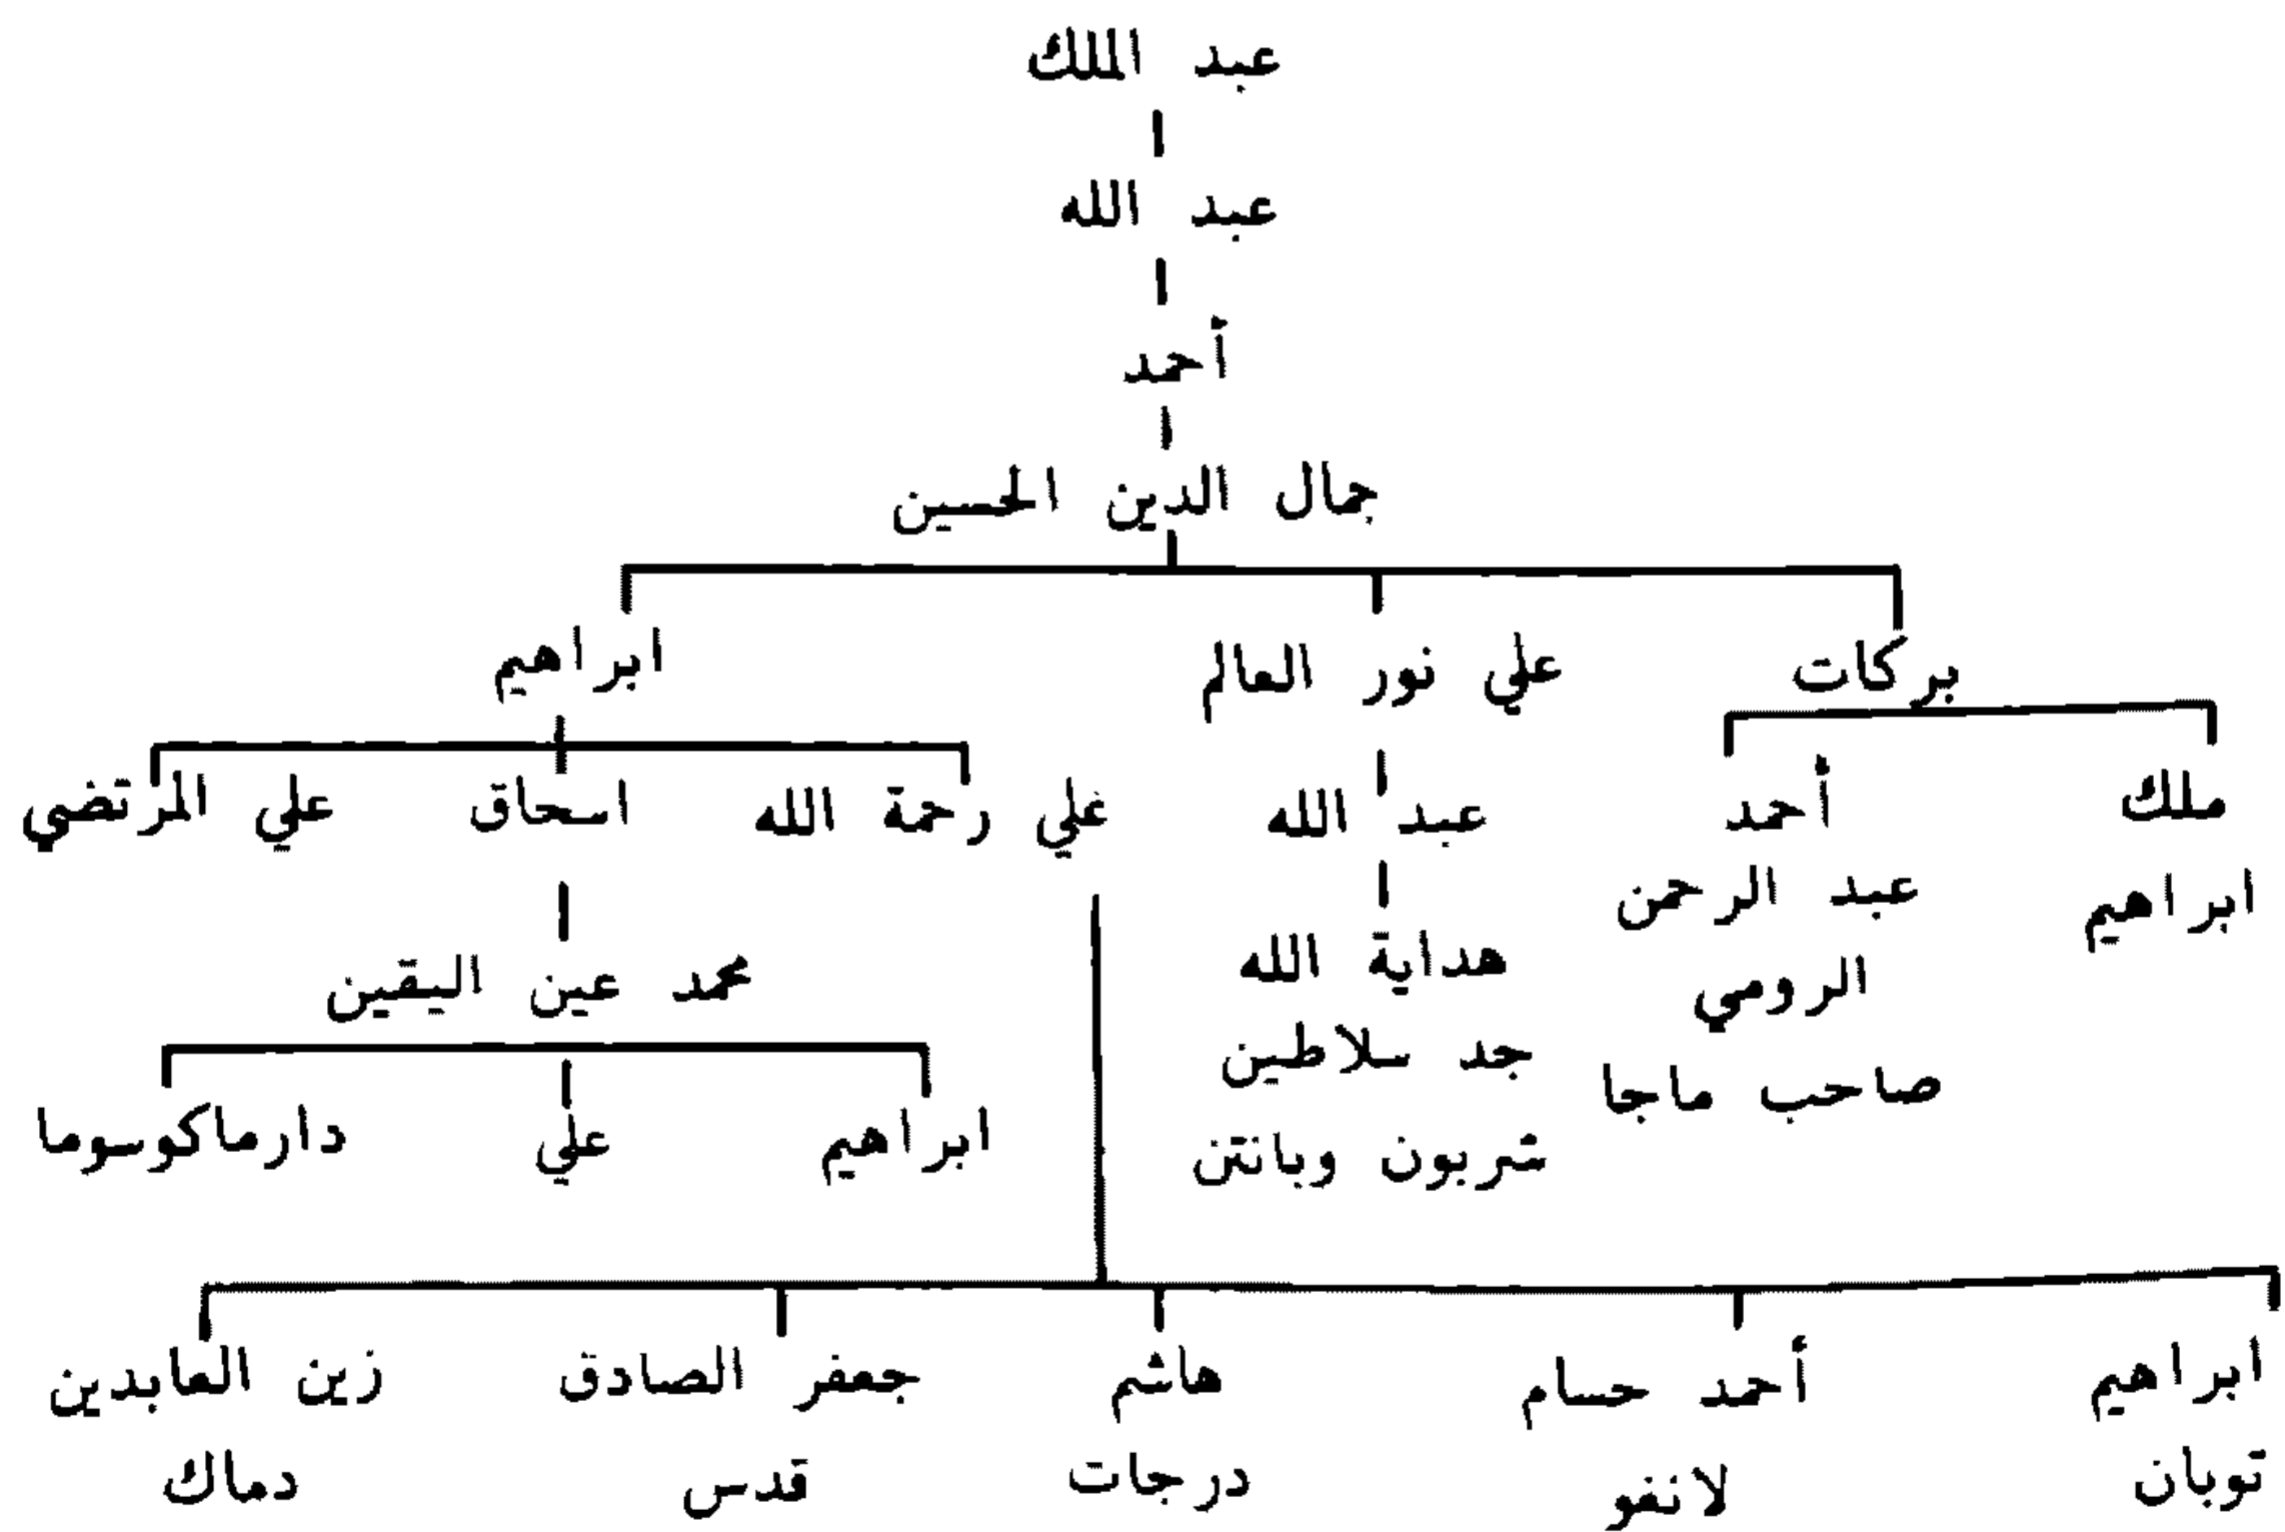 عبد الملك
عبد الله
أحمد
جمال الدين الحسين
بركات
علي نور العالم
ابراهيم
ملك
ابراهيم
أحمد
عبد الرحمن
الرومي
صاحب ماجا
عبد الله
هداية الله
جد سلاطين
شربون وبانتن
علي رحمة الله
اسحاق
علي المرتضي
محمد عين اليقين
ابراهيم
علي
دارماكوسوما
ابراهيم
توبان
أحمد حسام
لانغو
هاشم
درجات
جعفر الصادق
قدس
زين العابدين
دماك